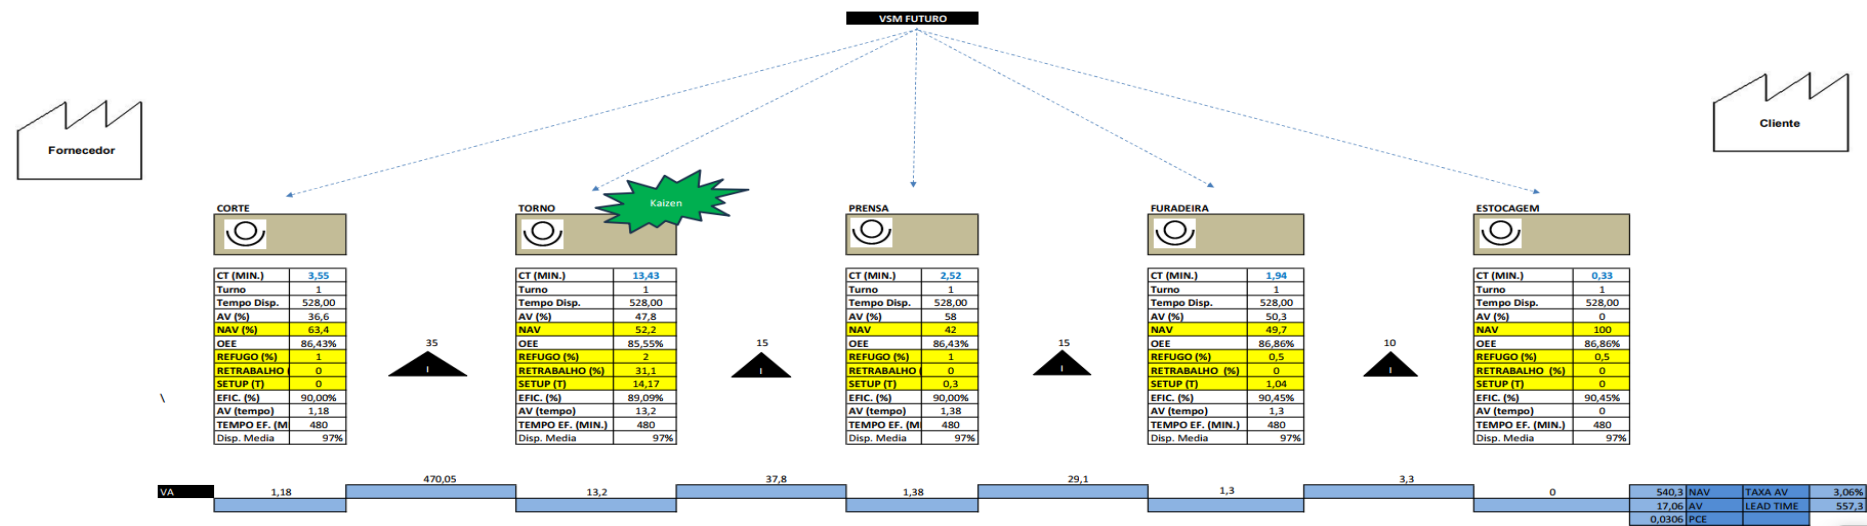 VSM FUTURO
Fornecedor
Cliente
CORTE
CT (MIN.) 3,55
Turno 1
Tempo Disp. 528,00
AV (%) 36,6
NAV (%) 63,4
OEE 86,43%
REFUGO (%) 1
RETRABALHO ( 0
SETUP (T) 0
EFIC. (%) 90,00%
AV (tempo) 1,18
TEMPO EF. (MI 480
Disp. Media 97%
35
I
TORNO
Kaizen
CT (MIN.) 13,43
Turno 1
Tempo Disp. 528,00
AV (%) 47,8
NAV 52,2
OEE 85,55%
REFUGO (%) 2
RETRABALHO (%) 31,1
SETUP (T) 14,17
EFIC. (%) 89,09%
AV (tempo) 13,2
TEMPO EF. (MIN.) 480
Disp. Media 97%
15
I
PRENSA
CT (MIN.) 2,52
Turno 1
Tempo Disp. 528,00
AV (%) 58
NAV 42
OEE 86,43%
REFUGO (%) 1
RETRABALHO ( 0
SETUP (T) 0,3
EFIC. (%) 90,00%
AV (tempo) 1,38
TEMPO EF. (MI 480
Disp. Media 97%
15
I
FURADEIRA
CT (MIN.) 1,94
Turno 1
Tempo Disp. 528,00
AV (%) 50,3
NAV 49,7
OEE 86,86%
REFUGO (%) 0,5
RETRABALHO (%) 0
SETUP (T) 1,04
EFIC. (%) 90,45%
AV (tempo) 1,3
TEMPO EF. (MIN.) 480
Disp. Media 97%
10
I
ESTOCAGEM
CT (MIN.) 0,33
Turno 1
Tempo Disp. 528,00
AV (%) 0
NAV 100
OEE 86,86%
REFUGO (%) 0,5
RETRABALHO (%) 0
SETUP (T) 0
EFIC. (%) 90,45%
AV (tempo) 0
TEMPO EF. (MIN.) 480
Disp. Media 97%
\
470,05 37,8 29,1 3,3
VA 1,18 13,2 1,38 1,3 0
540,3 NAV TAXA AV 3,06%
17,06 AV LEAD TIME 557,3
0,0306 PCE